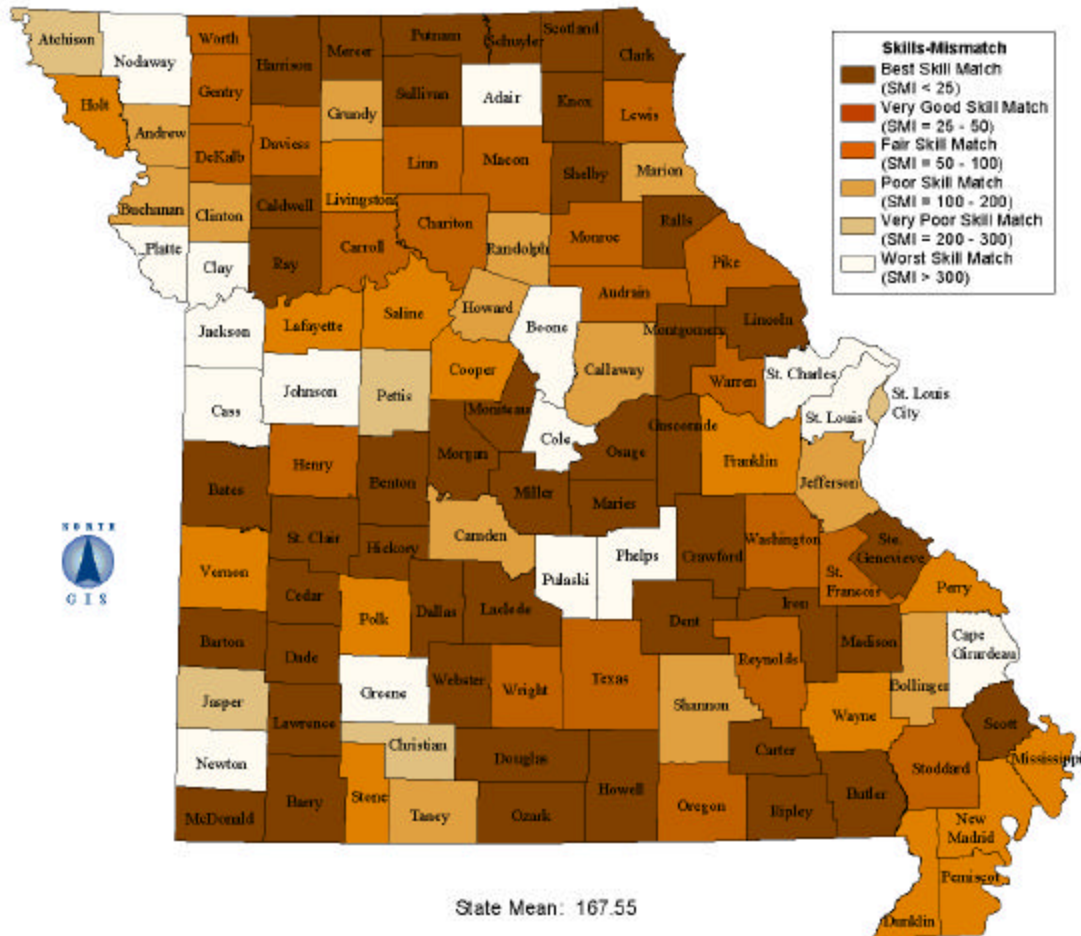 Skills-Mismatch
Best Skill Match
(SMI < 25)
Very Good Skill Match
(SMI = 25 - 50)
Fair Skill Match
(SMI = 50 - 100)
Poor Skill Match
(SMI = 100 - 200)
Very Poor Skill Match
(SMI = 200 - 300)
Worst Skill Match
(SMI > 300)
Atchison
Nodaway
Worth
Harrison
Mercer
Putnam
Schuyler
Scotland
Clark
Holt
Gentry
Sullivan
Adair
Knox
Lewis
Andrew
DeKalb
Daviess
Grundy
Linn
Macon
Shelby
Marion
Buchanan
Clinton
Caldwell
Livingston
Chariton
Randolph
Monroe
Ralls
Pike
Platte
Clay
Ray
Carroll
Audrain
Jackson
Lafayette
Saline
Howard
Boone
Callaway
Montgomery
Lincoln
Cass
Johnson
Pettis
Cooper
Moniteau
Cole
Warren
St. Charles
St. Louis
St. Louis
City
Bates
Henry
Benton
Morgan
Miller
Osage
Maries
Gasconade
Franklin
Jefferson
NORTH
GIS
Vernon
St. Clair
Hickory
Camden
Pulaski
Phelps
Crawford
Washington
St.
Francois
Ste.
Genevieve
Perry
Cedar
Polk
Dallas
Laclede
Dent
Iron
Madison
Cape
Girardeau
Barton
Dade
Greene
Webster
Wright
Texas
Shannon
Reynolds
Wayne
Bollinger
Scott
Jasper
Lawrence
Christian
Douglas
Howell
Carter
Butler
Stoddard
Mississippi
Newton
McDonald
Barry
Stone
Taney
Ozark
Oregon
Ripley
New
Madrid
Pemiscot
Dunklin
State Mean: 167.55